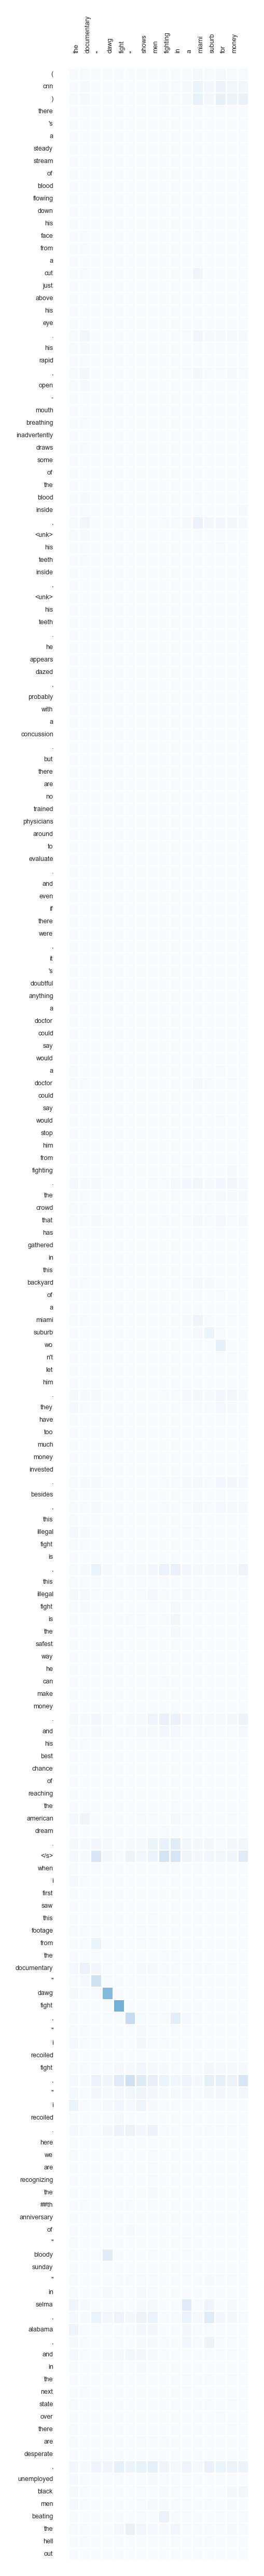 the
documentary
"
dawg
fight
"
shows
men
fighting
in
a
miami
suburb
for
money
(
cnn
)
there
's
a
steady
stream
of
blood
flowing
down
his
face
from
a
cut
just
above
his
eye
.
his
rapid
,
open
-
mouth
breathing
inadvertently
draws
some
of
the
blood
inside
,
<unk>
his
teeth
inside
,
<unk>
his
teeth
.
he
appears
dazed
,
probably
with
a
concussion
.
but
there
are
no
trained
physicians
around
to
evaluate
.
and
even
if
there
were
,
it
's
doubtful
anything
a
doctor
could
say
would
a
doctor
could
say
would
stop
him
from
fighting
.
the
crowd
that
has
gathered
in
this
backyard
of
a
miami
suburb
wo
n't
let
him
.
they
have
too
much
money
invested
.
besides
,
this
illegal
fight
is
,
this
illegal
fight
is
the
safest
way
he
can
make
money
.
and
his
best
chance
of
reaching
the
american
dream
.
</s>
when
i
first
saw
this
footage
from
the
documentary
"
dawg
fight
,
"
i
recoiled
fight
,
"
i
recoiled
.
here
we
are
recognizing
the
##th
anniversary
of
"
bloody
sunday
"
in
selma
,
alabama
,
and
in
the
next
state
over
there
are
desperate
,
unemployed
black
men
beating
the
hell
out